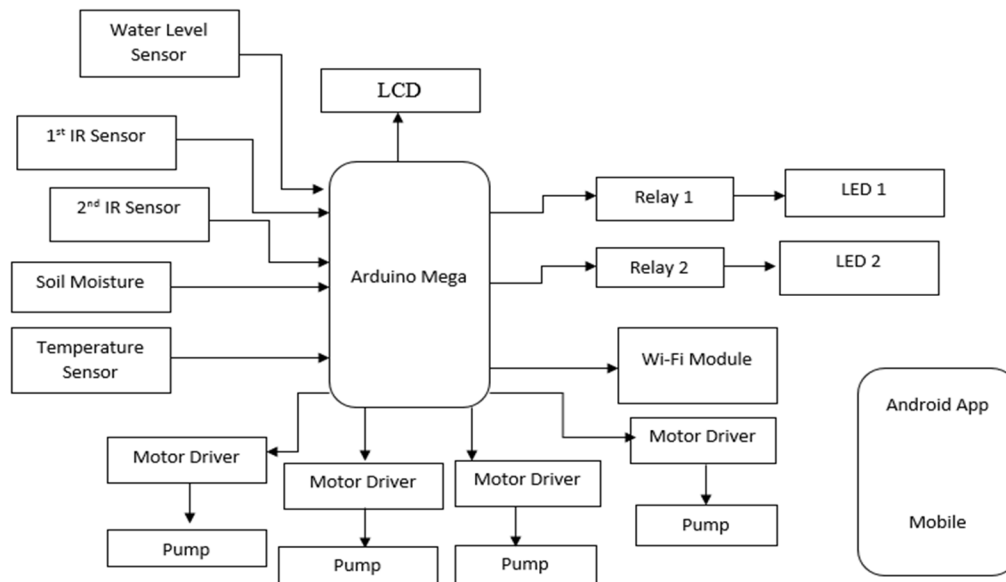 Water Level
Sensor
LCD
1st IR Sensor
2nd IR Sensor
Relay 1
LED 1
Soil Moisture
Arduino Mega
Relay 2
LED 2
Temperature
Sensor
Wi-Fi Module
Android App
Mobile
Motor Driver
Motor Driver
Motor Driver
Motor Driver
Pump
Pump
Pump
Pump